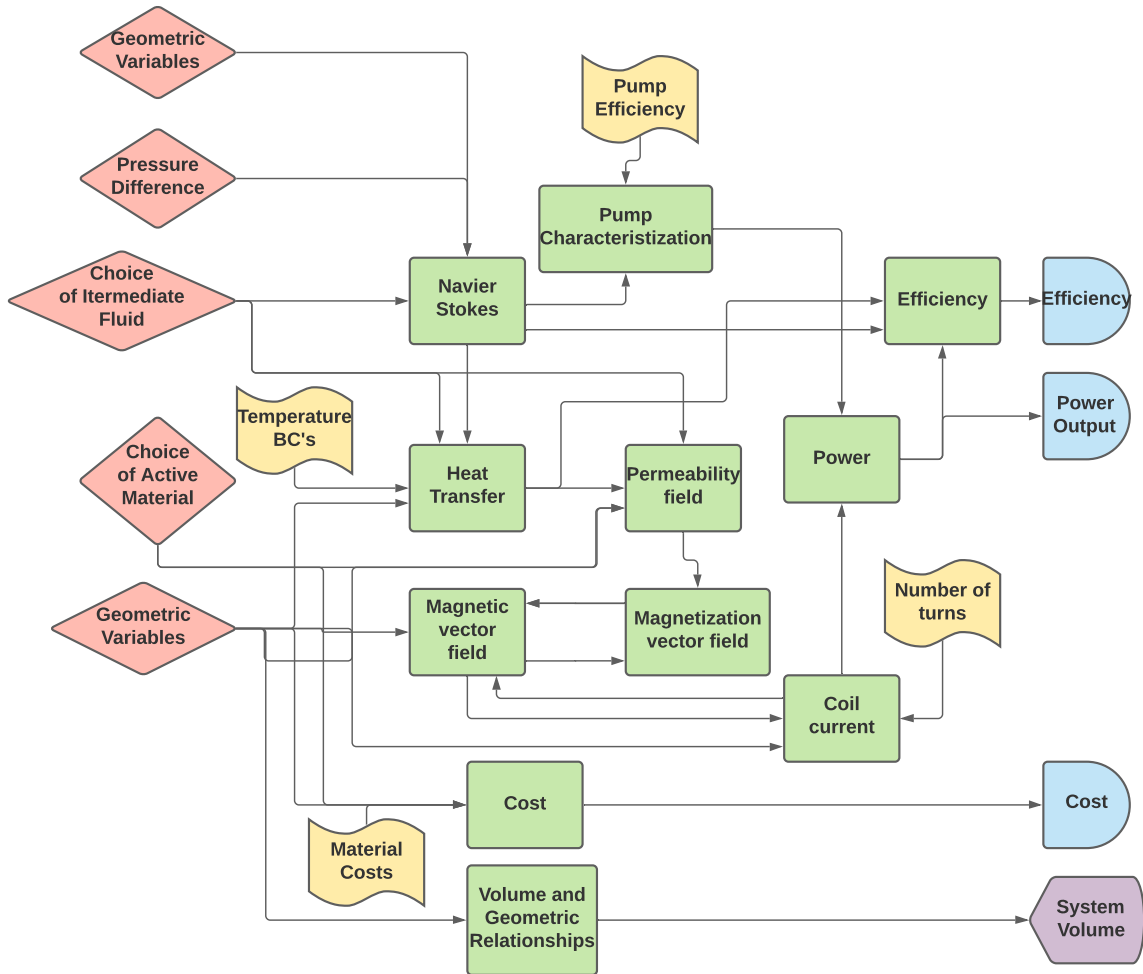 Geometric
Variables
Pump
Efficiency
Pressure
Difference
Pump
Characteristization
Choice
of Itermediate
Fluid
Navier
Stokes
Efficiency
Efficiency
Temperature
BC's
Power
Output
Choice
of Active
Material
Heat
Transfer
Permeability
field
Power
Geometric
Variables
Magnetic
vector
field
Magnetization
vector field
Number of
turns
Coil
current
Cost
Cost
Material
Costs
Volume and
Geometric
Relationships
System
Volume